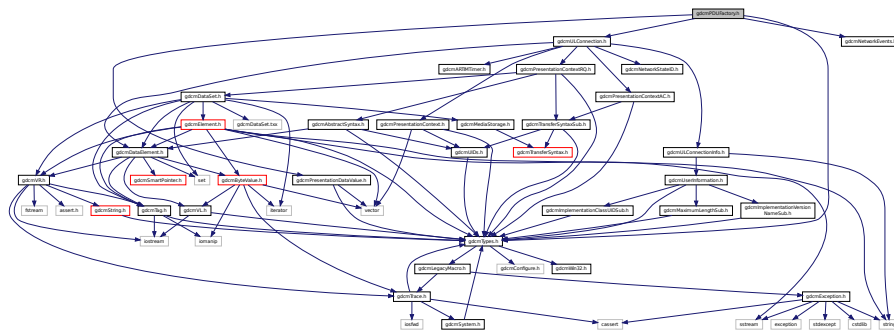 gdcmPDUFactory.h
gdcmULConnection.h
gdcmNetworkEvents.h
gdcmARTIMTimer.h
gdcmPresentationContextRQ.h
gdcmNetworkStateID.h
gdcmDataSet.h
gdcmPresentationContextAC.h
gdcmElement.h
gdcmDataSet.txx
gdcmAbstractSyntax.h
gdcmPresentationContext.h
gdcmMediaStorage.h
gdcmTransferSyntaxSub.h
gdcmDataElement.h
gdcmUIDs.h
gdcmTransferSyntax.h
gdcmULConnectionInfo.h
gdcmVR.h
gdcmSmartPointer.h
set
gdcmByteValue.h
gdcmPresentationDataValue.h
gdcmUserInformation.h
fstream
assert.h
gdcmString.h
gdcmTag.h
gdcmVL.h
iterator
vector
gdcmImplementationClassUIDSub.h
gdcmMaximumLengthSub.h
gdcmImplementationVersion
NameSub.h
iostream
iomanip
gdcmTypes.h
gdcmLegacyMacro.h
gdcmConfigure.h
gdcmWin32.h
gdcmTrace.h
gdcmException.h
iosfwd
gdcmSystem.h
cassert
sstream
exception
stdexcept
cstdlib
string